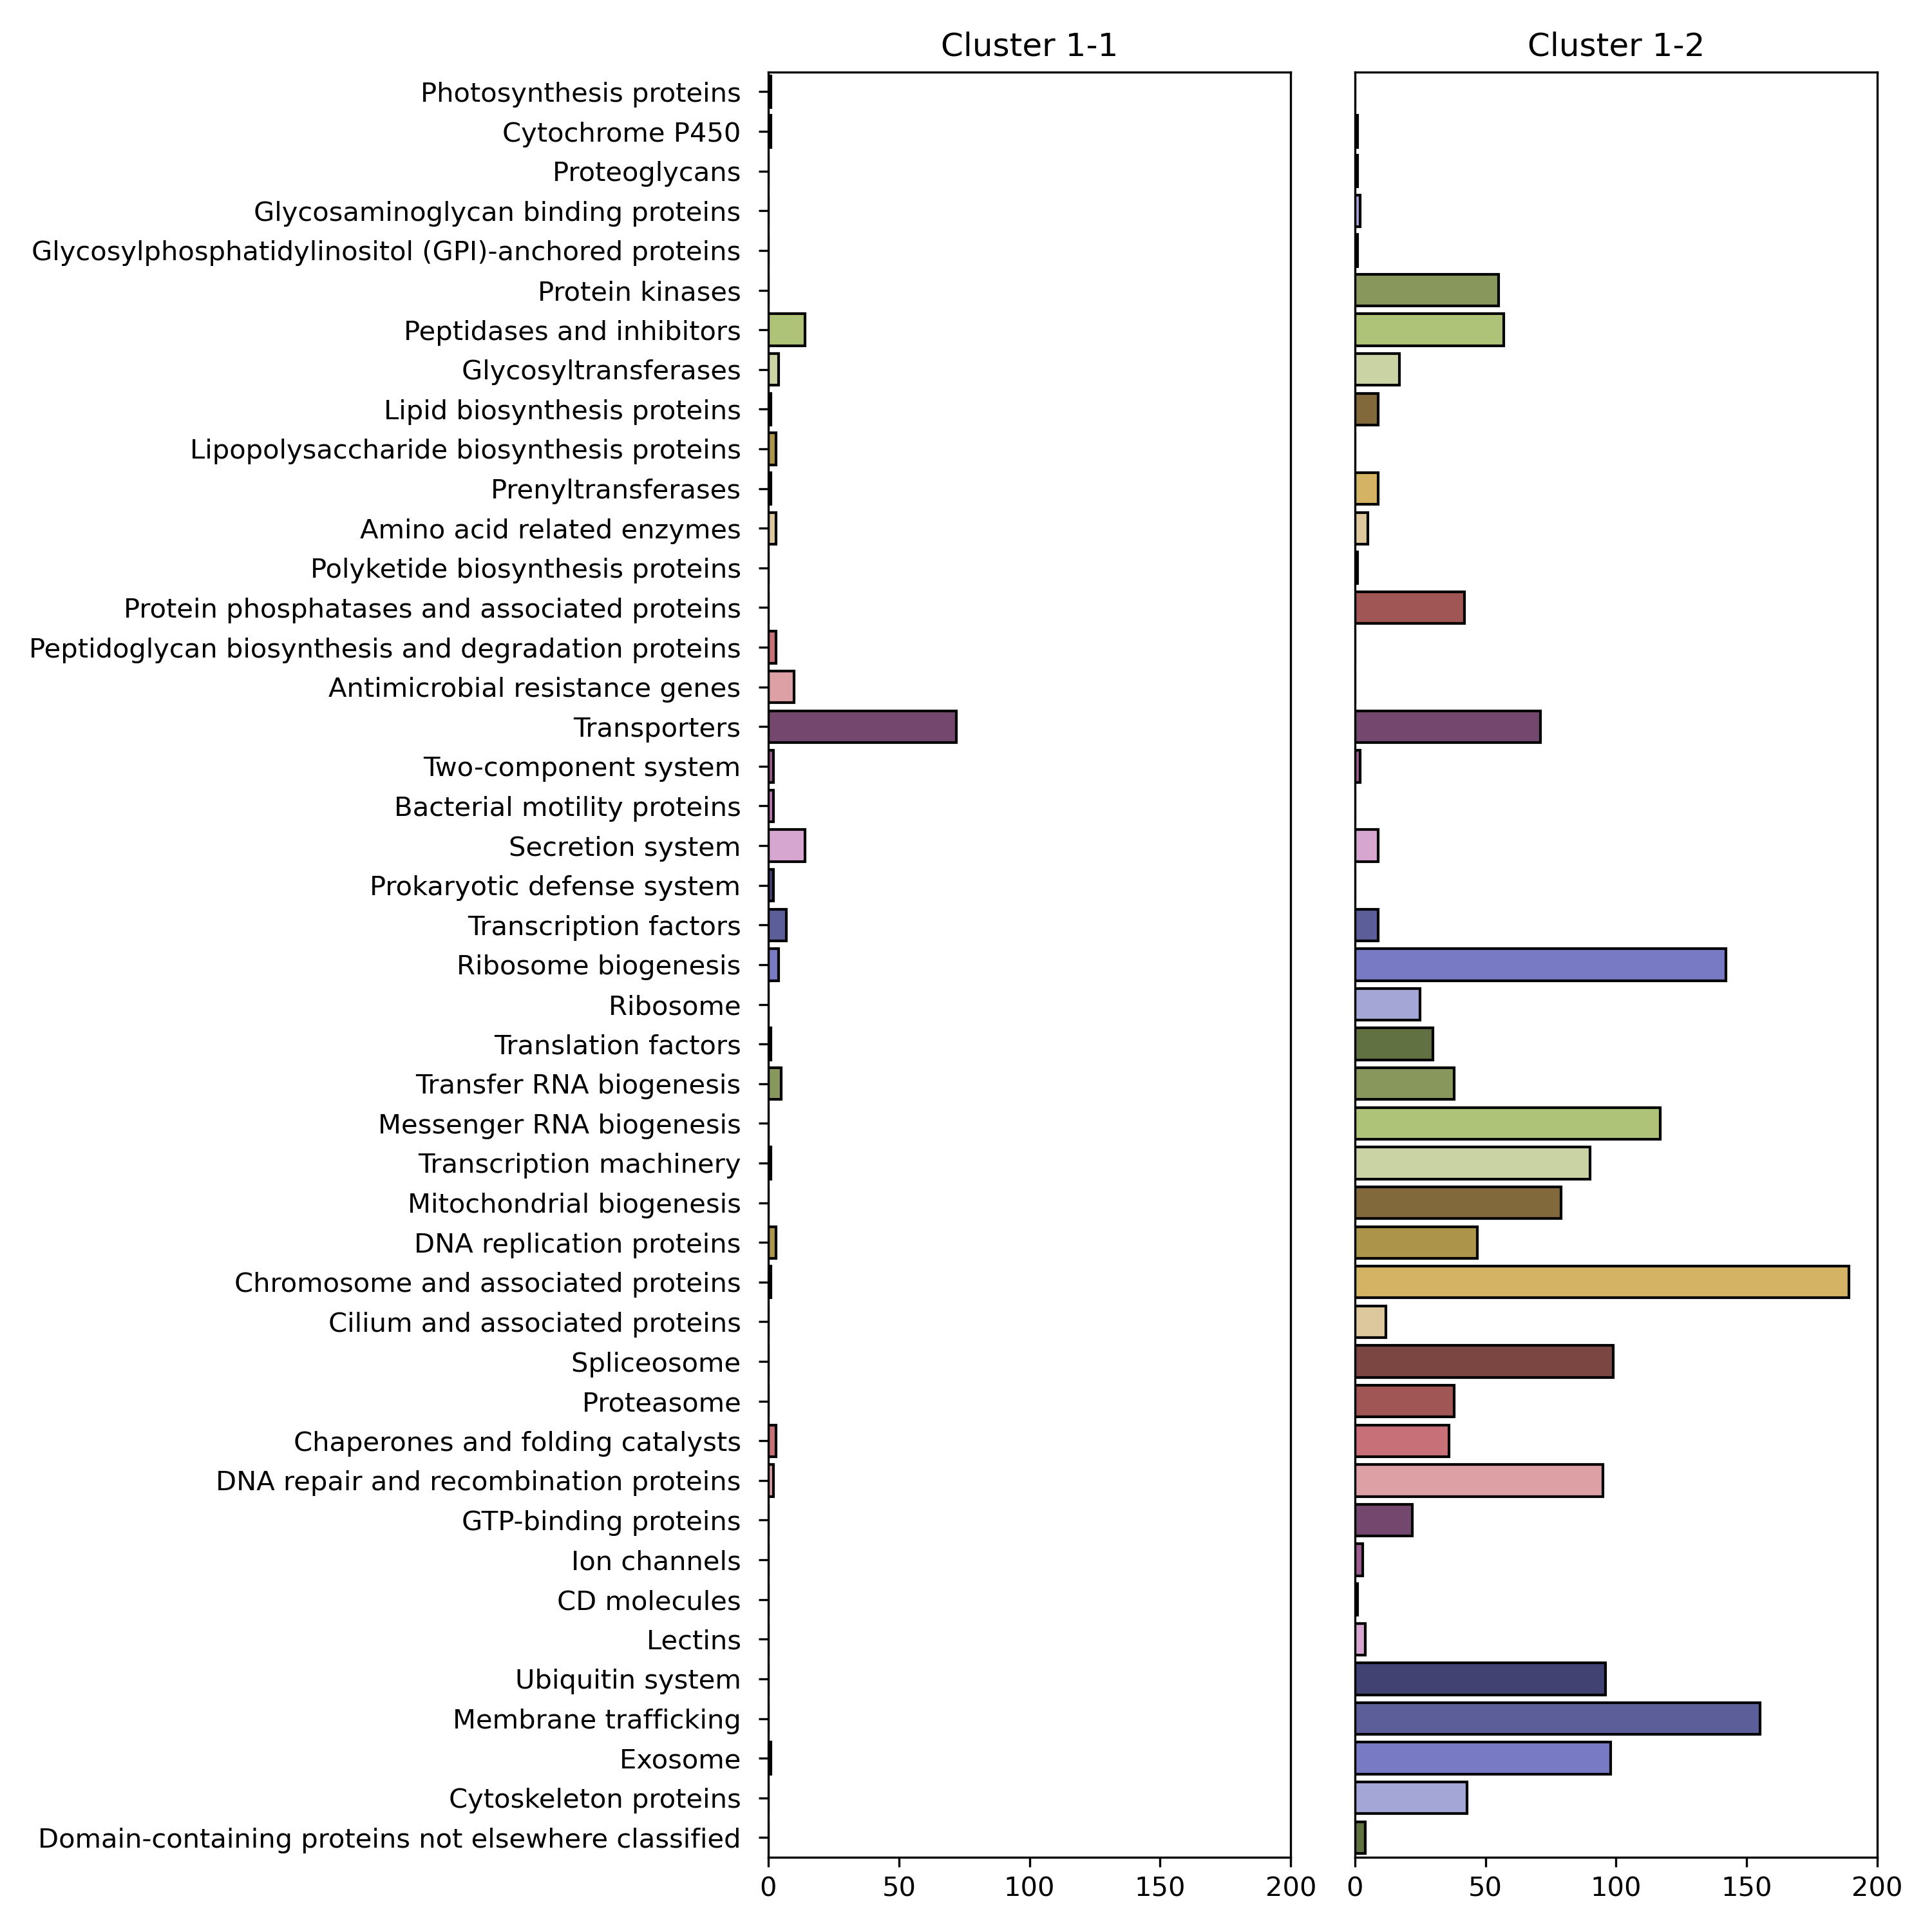 Cluster 1-1
Cluster 1-2
Photosynthesis proteins
Cytochrome P450
Proteoglycans
Glycosaminoglycan binding proteins
Glycosylphosphatidylinositol (GPI)-anchored proteins
Protein kinases
Peptidases and inhibitors
Glycosyltransferases
Lipid biosynthesis proteins
Lipopolysaccharide biosynthesis proteins
Prenyltransferases
Amino acid related enzymes
Polyketide biosynthesis proteins
Protein phosphatases and associated proteins
Peptidoglycan biosynthesis and degradation proteins
Antimicrobial resistance genes
Transporters
Two-component system
Bacterial motility proteins
Secretion system
Prokaryotic defense system
Transcription factors
Ribosome biogenesis
Ribosome
Translation factors
Transfer RNA biogenesis
Messenger RNA biogenesis
Transcription machinery
Mitochondrial biogenesis
DNA replication proteins
Chromosome and associated proteins
Cilium and associated proteins
Spliceosome
Proteasome
Chaperones and folding catalysts
DNA repair and recombination proteins
GTP-binding proteins
Ion channels
CD molecules
Lectins
Ubiquitin system
Membrane trafficking
Exosome
Cytoskeleton proteins
Domain-containing proteins not elsewhere classified
0 50 100 150 200
0 50 100 150 200